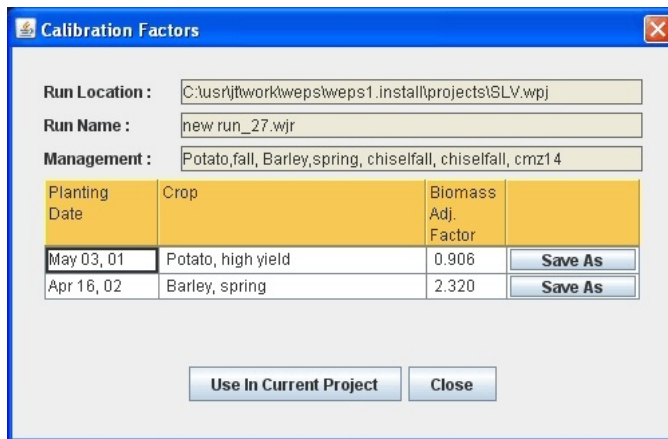 Calibration Factors
Run Location : C:\usr\jt\work\weps\weps1.install\projects\SLV.wpj
Run Name : new run_27.wjr
Management : Potato,fall, Barley,spring, chiselfall, chiselfall, cmz14
Planting Date Crop Biomass Adj. Factor
May 03, 01 Potato, high yield 0.906 Save As
Apr 16, 02 Barley, spring 2.320 Save As
Use In Current Project Close